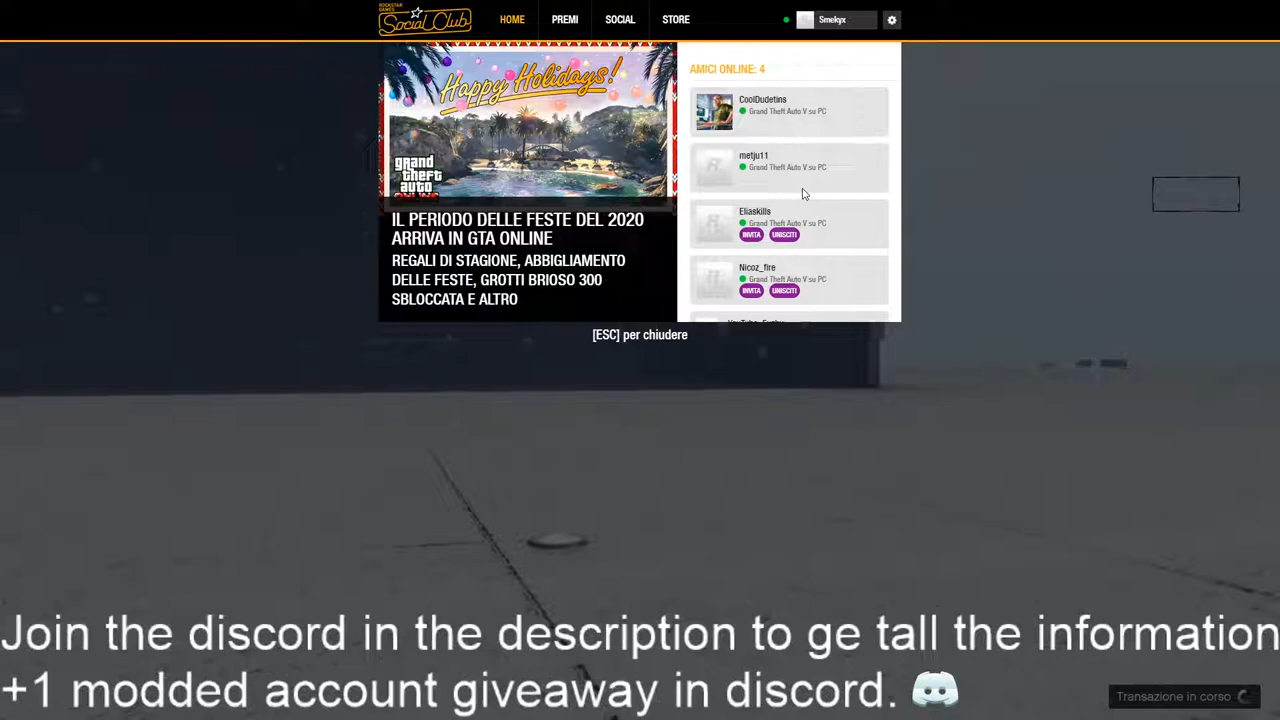 ROCKSTAR
GAMES
Social Club
HOME
PREMI
SOCIAL
STORE
Smekyx
Happy Holidays!
grand
theft
auto
ONLINE
IL PERIODO DELLE FESTE DEL 2020
ARRIVA IN GTA ONLINE
REGALI DI STAGIONE, ABBIGLIAMENTO
DELLE FESTE, GROTTI BRIOSO 300
SBLOCCATA E ALTRO
AMICI ONLINE: 4
CoolDudetins
Grand Theft Auto V su PC
metju11
Grand Theft Auto V su PC
Eliaskills
Grand Theft Auto V su PC
INVITA UNISCITI
Nicoz_fire
Grand Theft Auto V su PC
INVITA UNISCITI
[ESC] per chiudere
Join the discord in the description to ge tall the information
+1 modded account giveaway in discord.
Transazione in corso